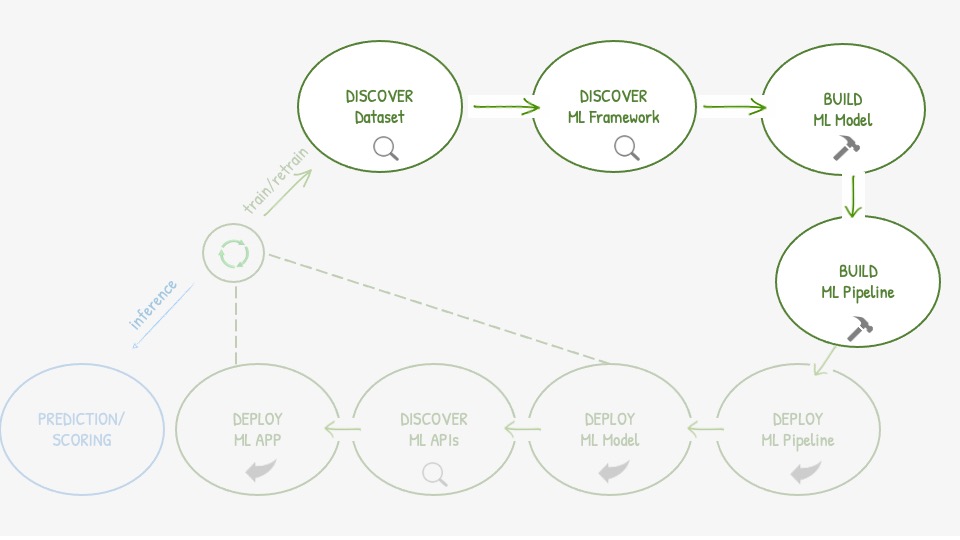 DISCOVER
Dataset
DISCOVER
ML Framework
BUILD
ML Model
train/retrain
BUILD
ML Pipeline
inference
PREDICTION/
SCORING
DEPLOY
ML APP
DISCOVER
ML APIs
DEPLOY
ML Model
DEPLOY
ML Pipeline